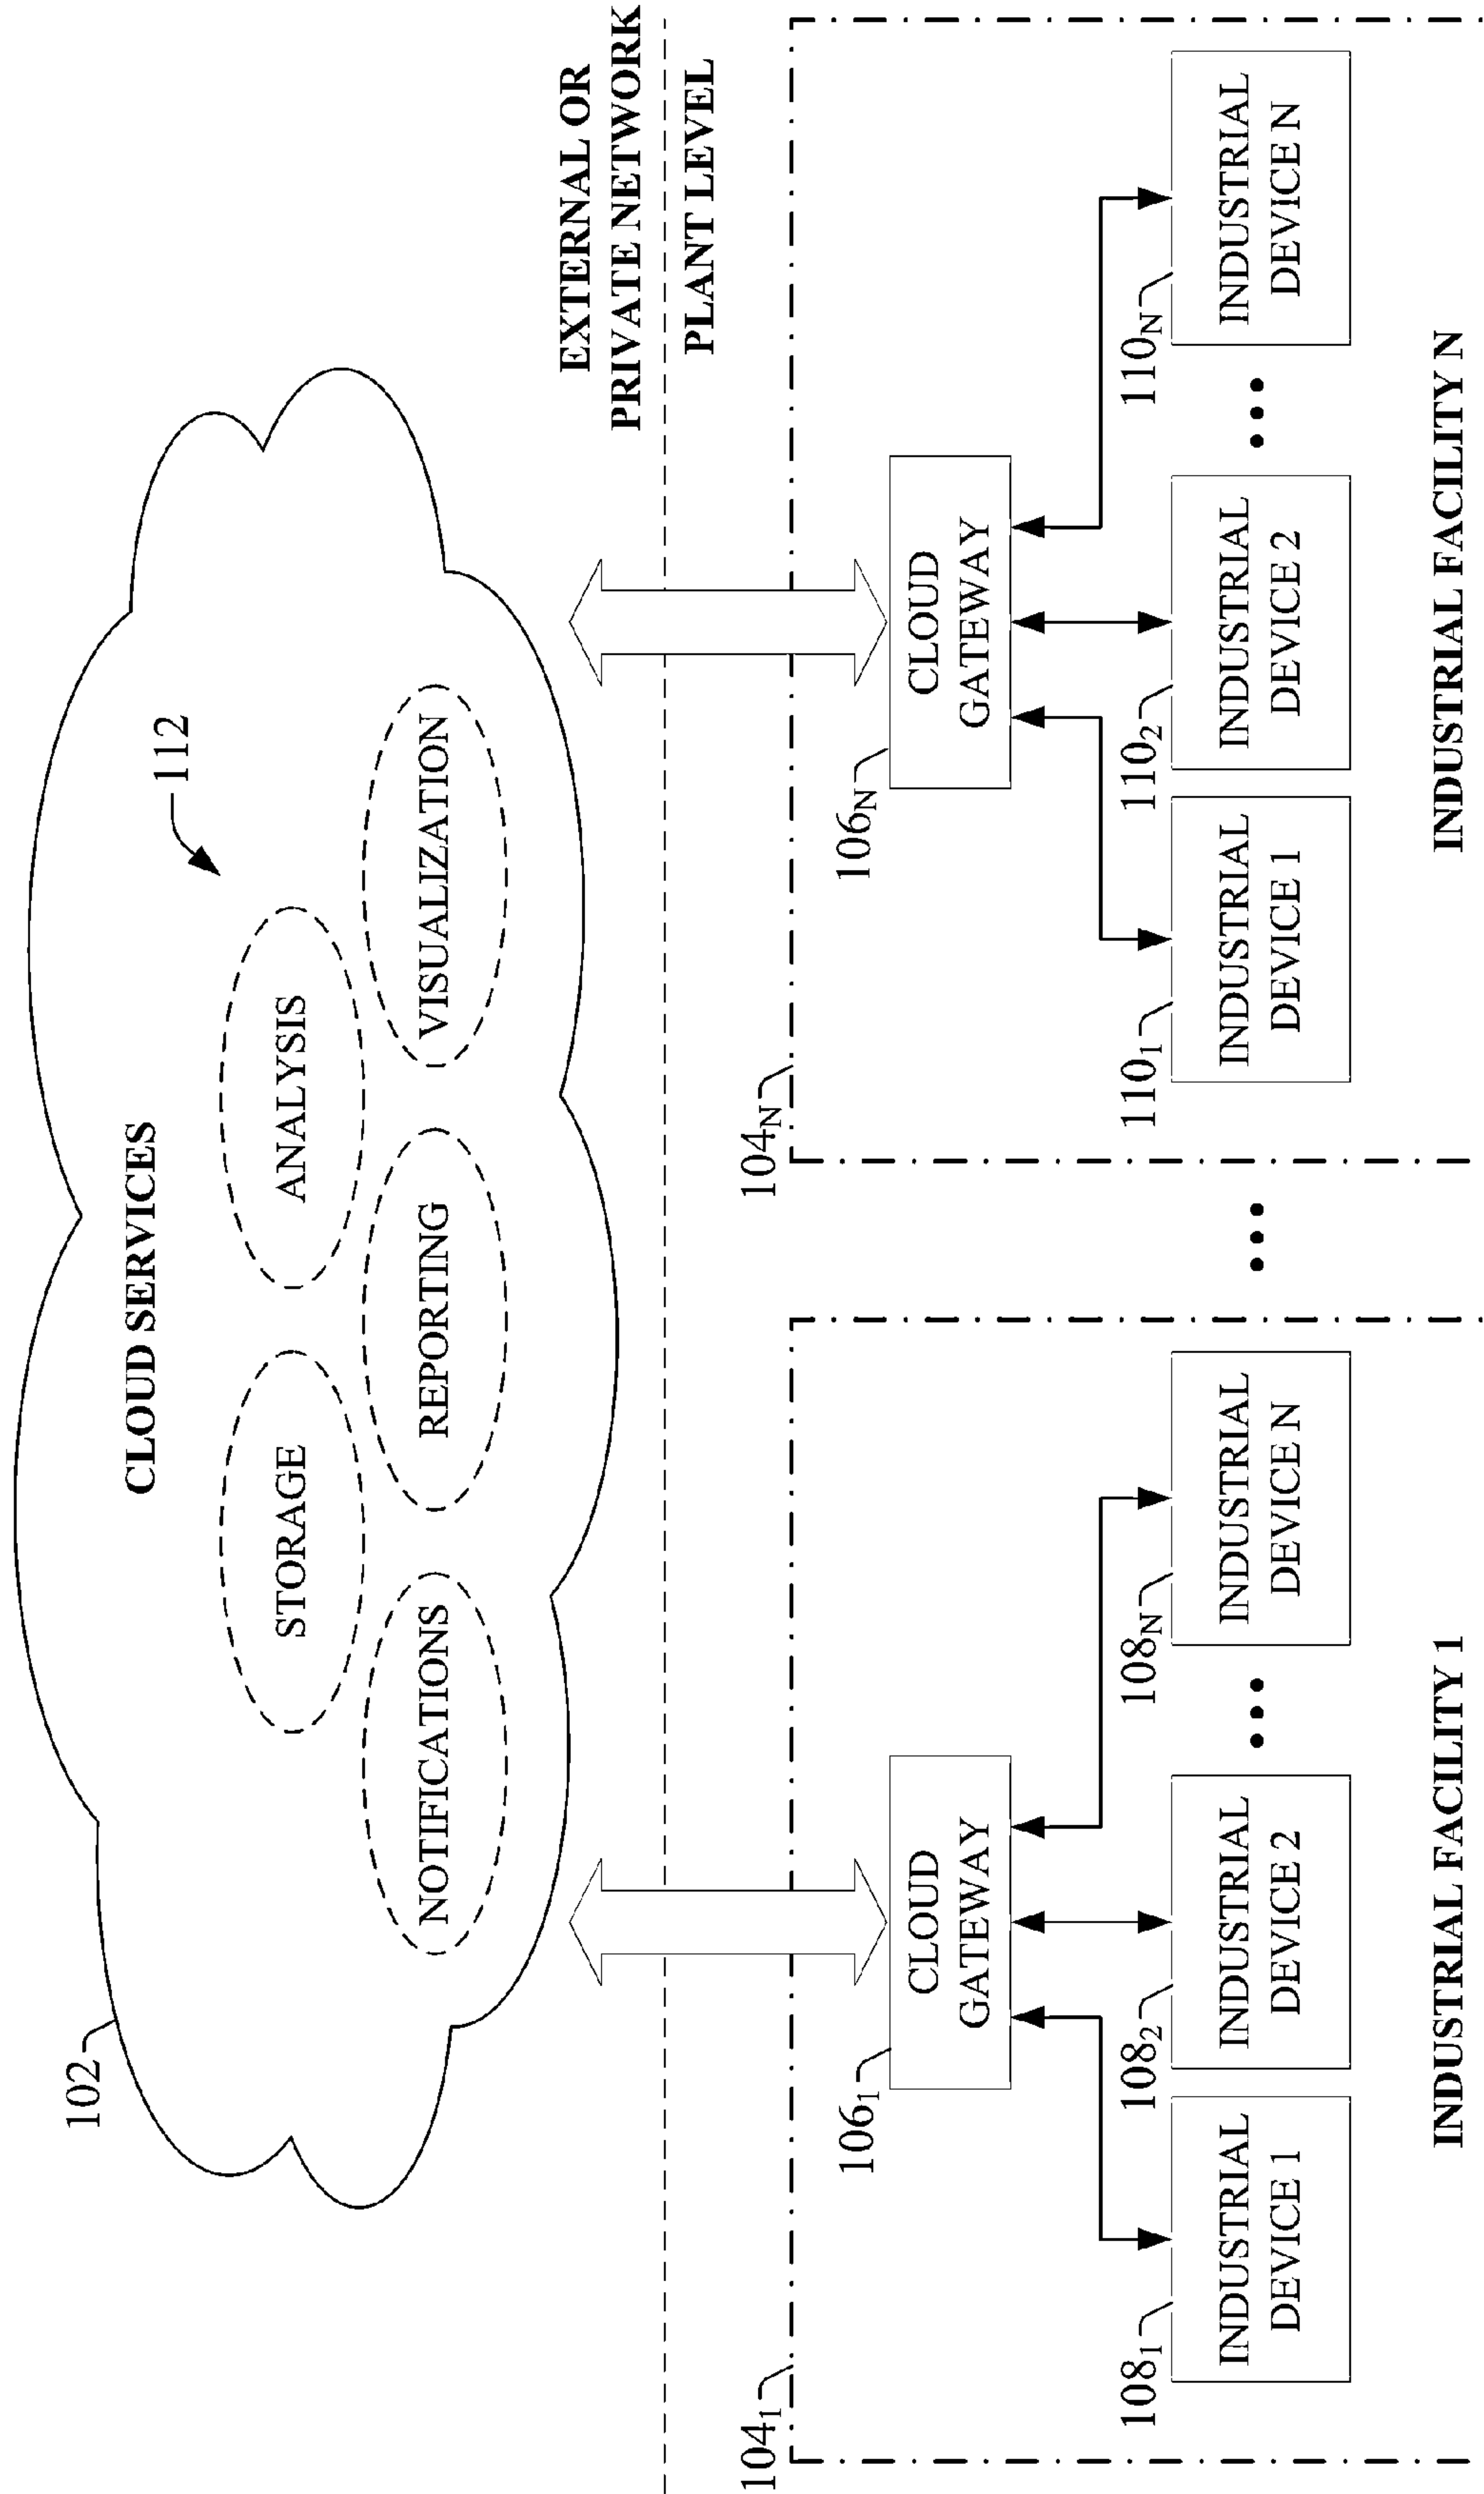 102
CLOUD SERVICES
112
STORAGE
ANALYSIS
NOTIFICATIONS
REPORTING
VISUALIZATION
EXTERNAL OR
PRIVATE NETWORK
PLANT LEVEL
104₁
106₁
CLOUD
GATEWAY
108₁
INDUSTRIAL
DEVICE 1
108₂
INDUSTRIAL
DEVICE 2
108N
INDUSTRIAL
DEVICE N
INDUSTRIAL FACILITY 1
104N
106N
CLOUD
GATEWAY
110₁
INDUSTRIAL
DEVICE 1
110₂
INDUSTRIAL
DEVICE 2
110N
INDUSTRIAL
DEVICE N
INDUSTRIAL FACILITY N